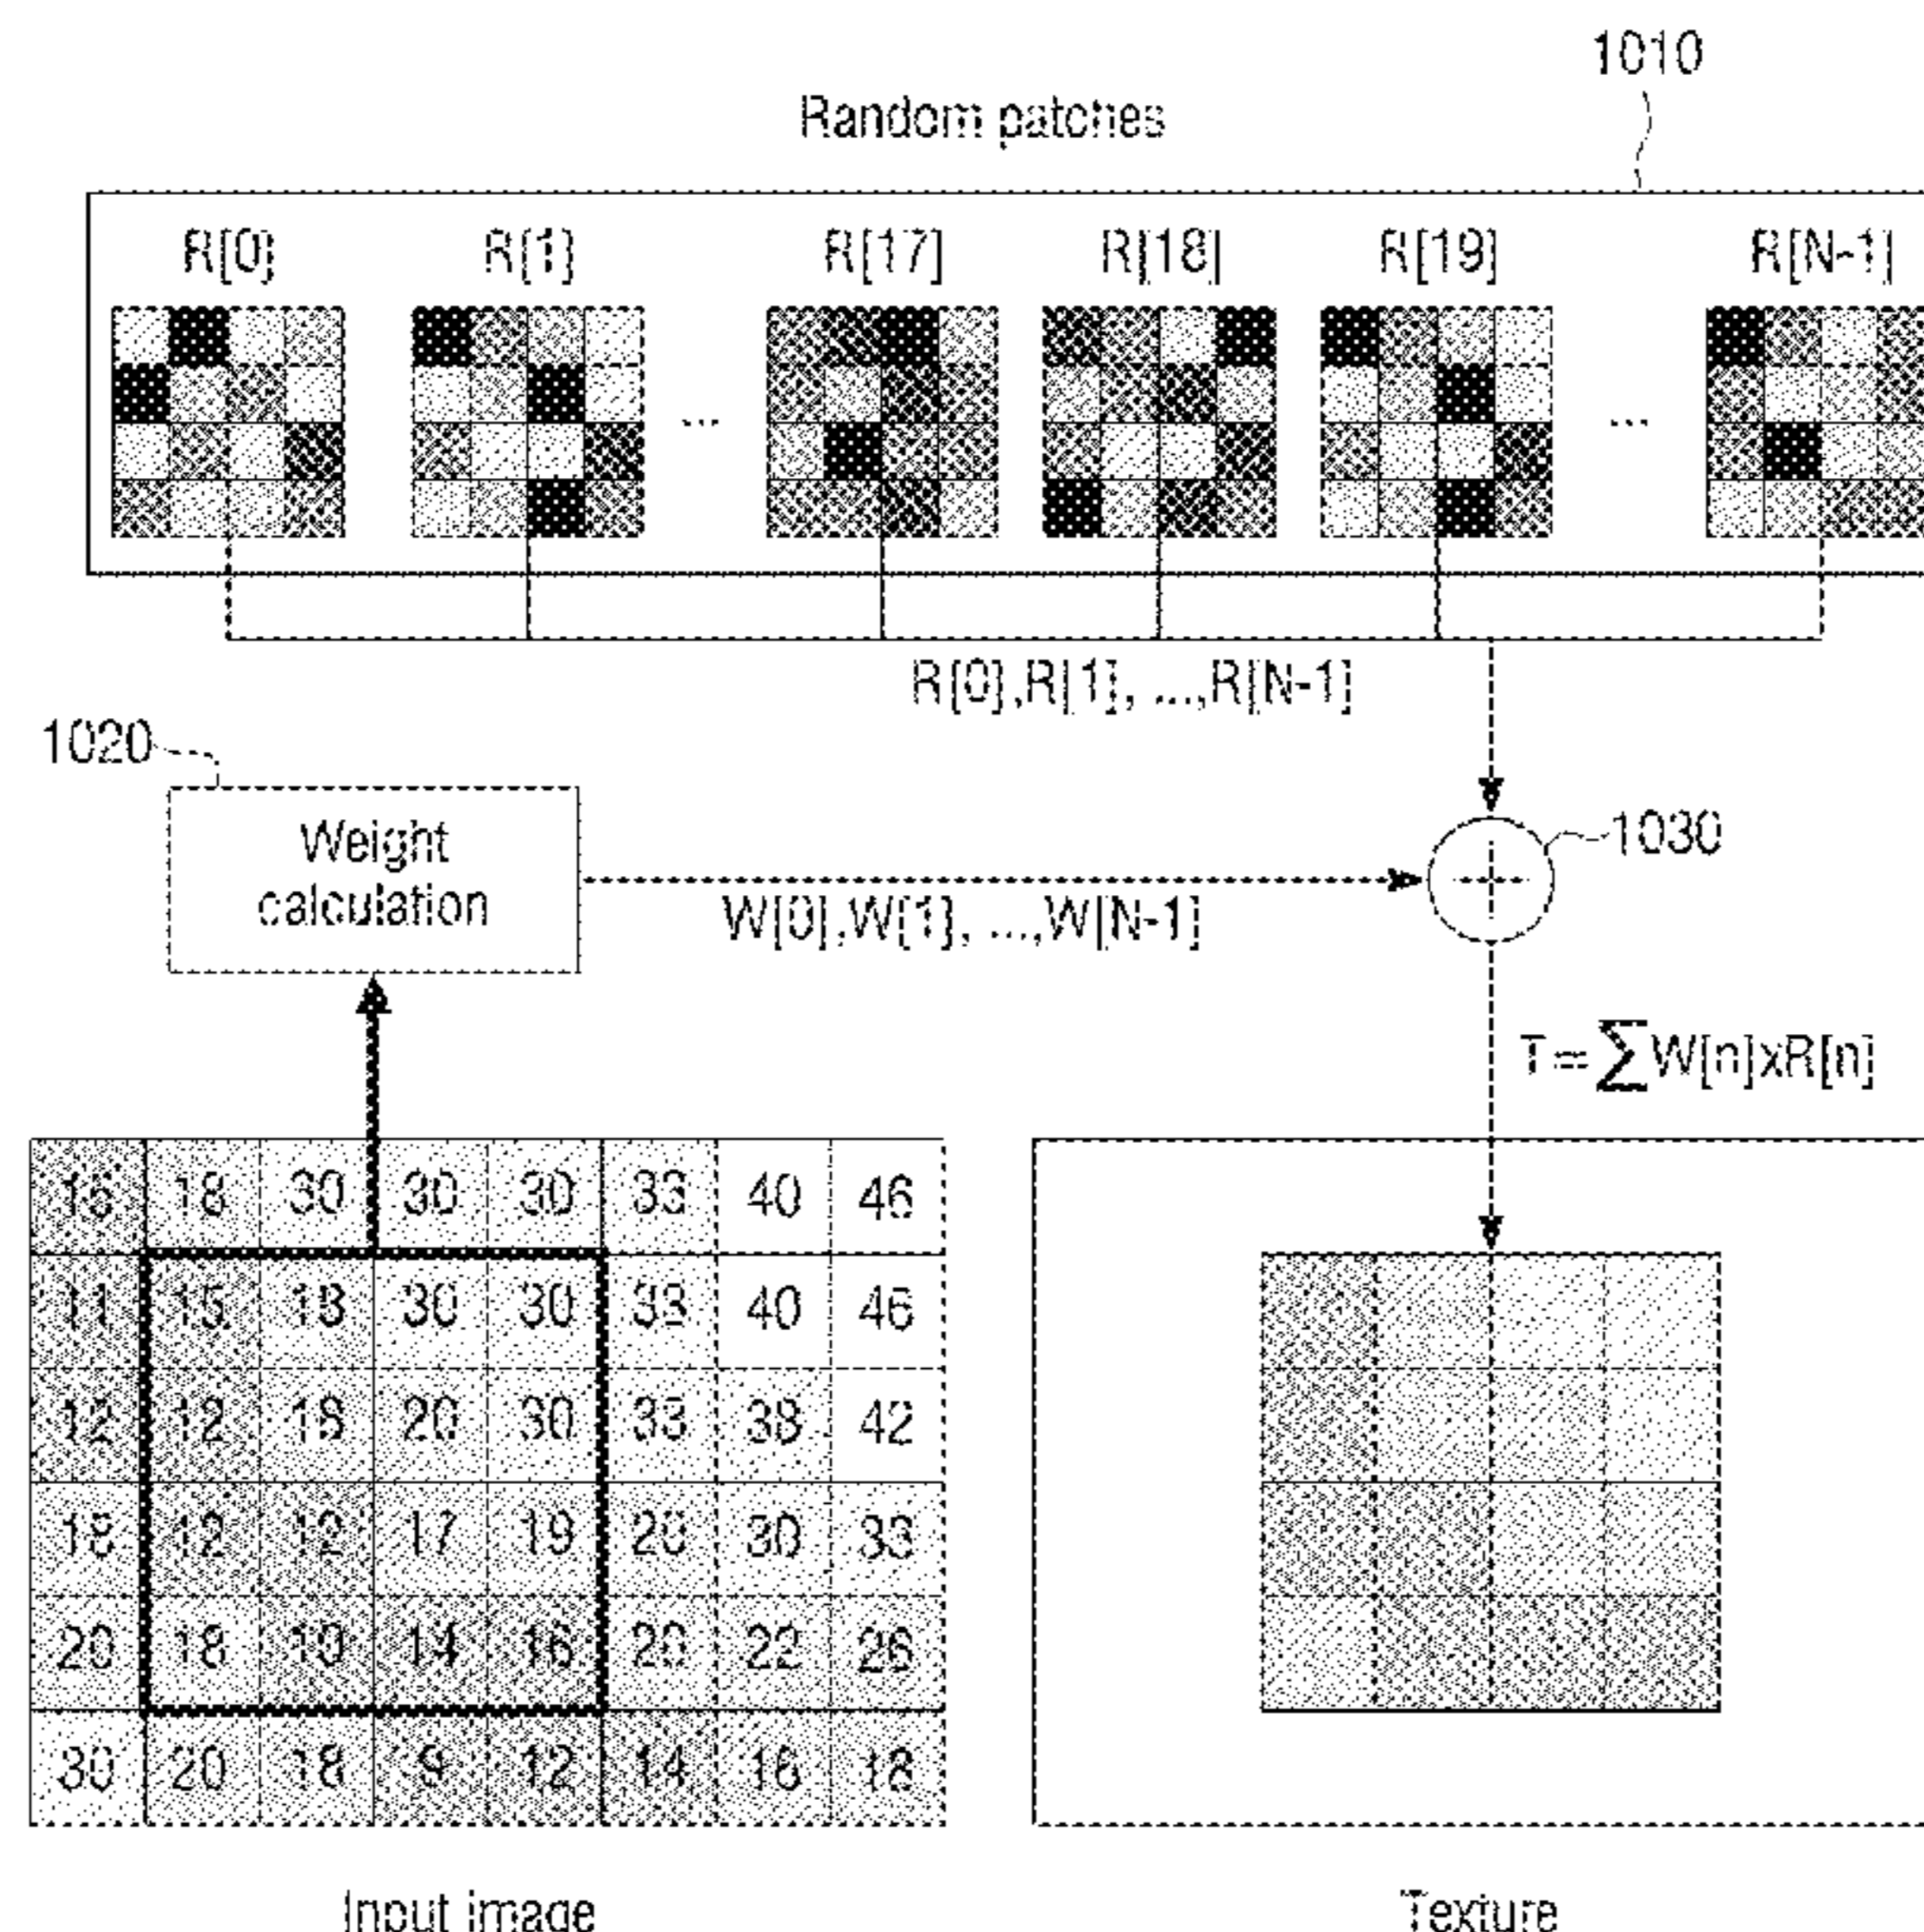 1010
Random patches
R[0] R[1] R[17] R[18] R[19] R[N-1]
... ...
R[0],R[1], ...,R[N-1]
1020
Weight
calculation
1030
W[0],W[1], ...,W[N-1]
T=∑W[n]xR[n]
16 18 30 30 30 33 40 46
11 15 18 30 30 33 40 46
12 12 18 20 30 33 38 42
18 12 12 17 19 20 30 33
20 18 10 14 16 20 22 26
30 20 18 9 12 14 16 18
Input image Texture